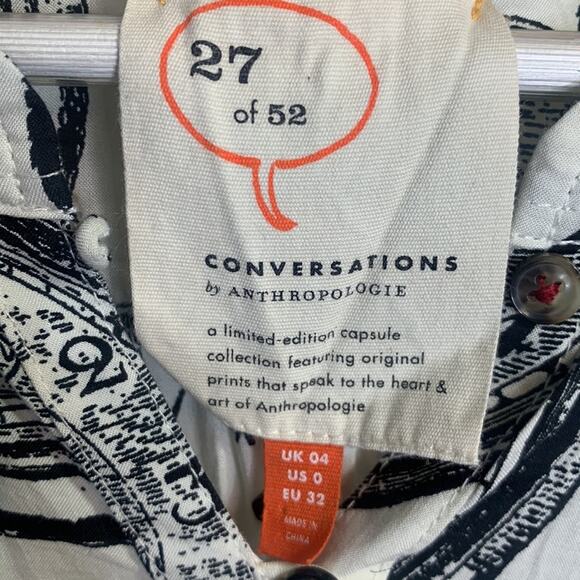 27
of 52
CONVERSATIONS
by ANTHROPOLOGIE
a limited-edition capsule
collection featuring original
prints that speak to the heart &
art of Anthropologie
UK 04
US 0
EU 32
MADE IN
CHINA